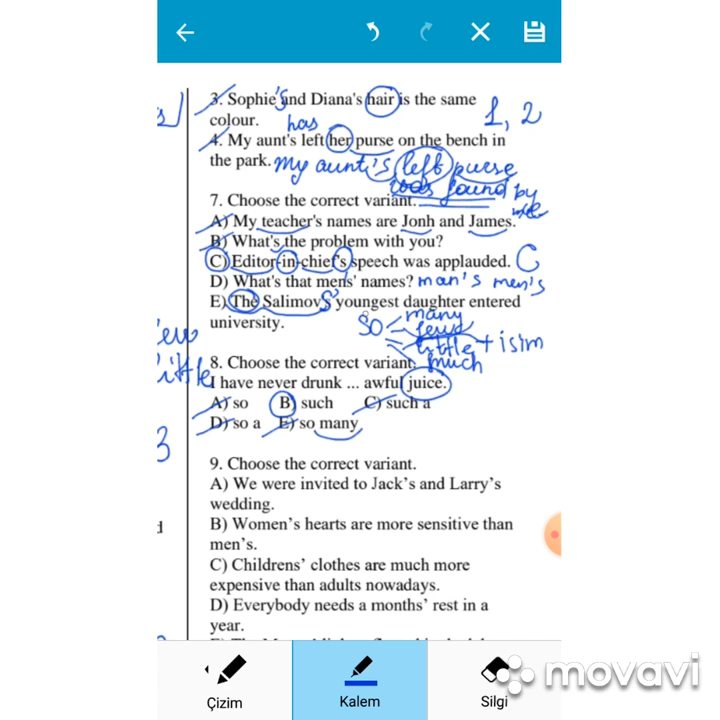 3. Sophie's and Diana's hair is the same
colour.
has
1, 2
4. My aunt's left her purse on the bench in
the park. my aunt's left purse
was found by
me
7. Choose the correct variant.
A) My teacher's names are Jonh and James.
B) What's the problem with you?
C) Editor-in-chief's speech was applauded. C
D) What's that mens' names? man's men's
E) The Salimov's youngest daughter entered
university.
so many
few
little + isim
much
8. Choose the correct variant.
I have never drunk ... awful juice.
A) so B) such C) such a
D) so a E) so many
3
9. Choose the correct variant.
A) We were invited to Jack's and Larry's
wedding.
B) Women's hearts are more sensitive than
men's.
C) Childrens' clothes are much more
expensive than adults nowadays.
D) Everybody needs a months' rest in a
year.
Çizim
Kalem
Silgi
movavi